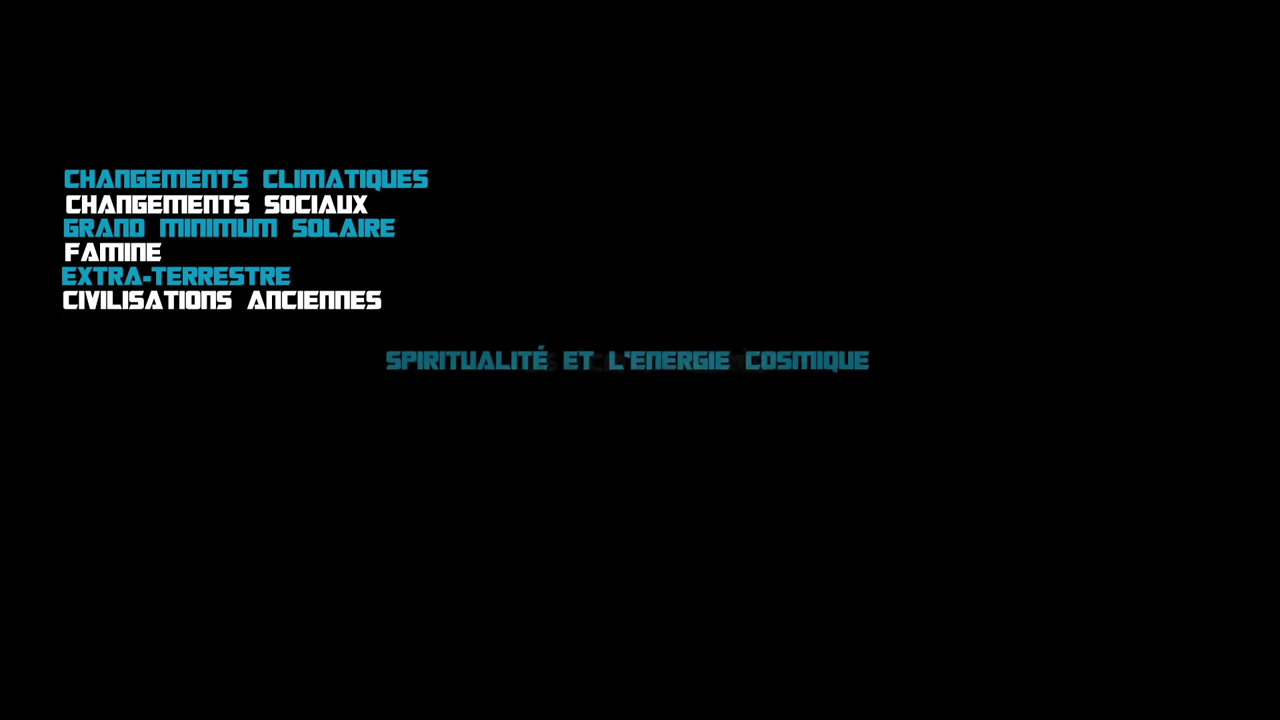 CHANGEMENTS CLIMATIQUES
CHANGEMENTS SOCIAUX
GRAND MINIMUM SOLAIRE
FAMINE
EXTRA-TERRESTRE
CIVILISATIONS ANCIENNES
SPIRITUALITÉ ET L'ENERGIE COSMIQUE